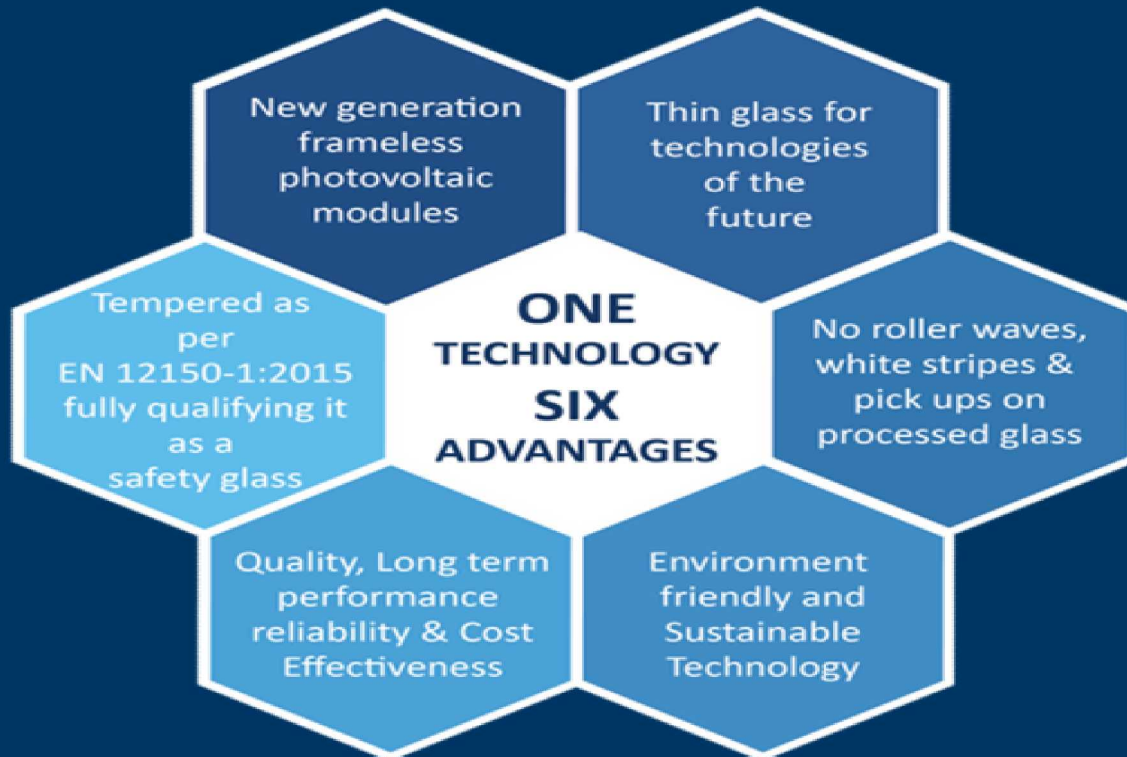 New generation
frameless
photovoltaic
modules
Thin glass for
technologies
of the
future
Tempered as
per
EN 12150-1:2015
fully qualifying it
as a
safety glass
ONE
TECHNOLOGY
SIX
ADVANTAGES
No roller waves,
white stripes &
pick ups on
processed glass
Quality, Long term
performance
reliability & Cost
Effectiveness
Environment
friendly and
Sustainable
Technology